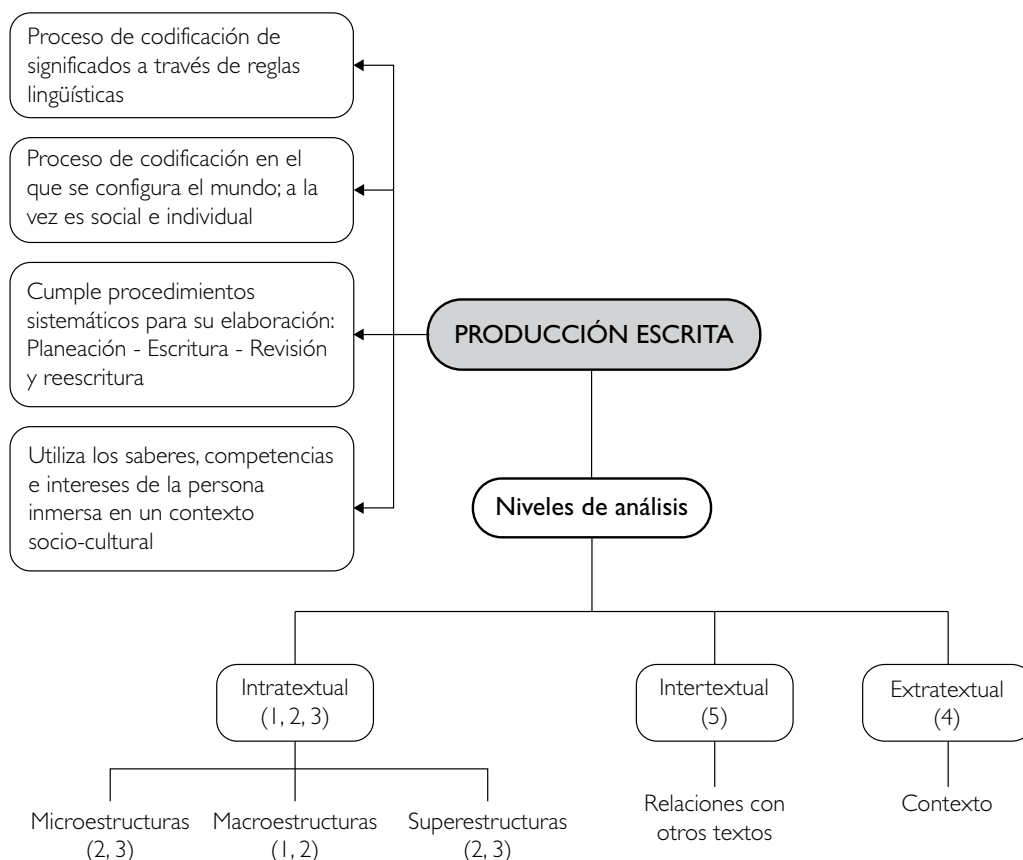 Proceso de codificación de
significados a través de reglas
lingüísticas
Proceso de codificación en el
que se configura el mundo; a la
vez es social e individual
Cumple procedimientos
sistemáticos para su elaboración:
Planeación - Escritura - Revisión
y reescritura
Utiliza los saberes, competencias
e intereses de la persona
inmersa en un contexto
socio-cultural
PRODUCCIÓN ESCRITA
Niveles de análisis
Intratextual
(1, 2, 3)
Intertextual
(5)
Extratextual
(4)
Microestructuras
(2, 3)
Macroestructuras
(1, 2)
Superestructuras
(2, 3)
Relaciones con
otros textos
Contexto